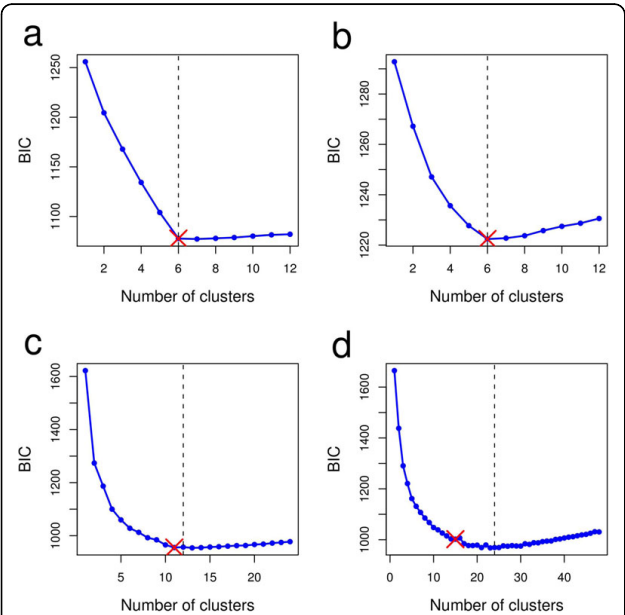 a
BIC
1250
1200
1150
1100
2 4 6 8 10 12
Number of clusters
b
BIC
1280
1260
1240
1220
2 4 6 8 10 12
Number of clusters
c
BIC
1600
1400
1200
1000
5 10 15 20
Number of clusters
d
BIC
1600
1400
1200
1000
0 10 20 30 40
Number of clusters